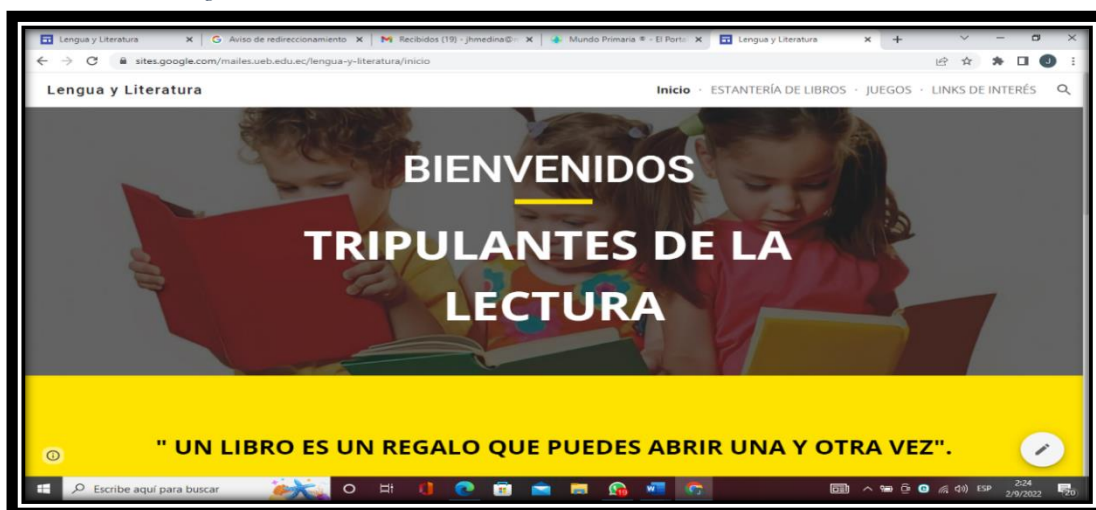 Lengua y Literatura
Aviso de redireccionamiento
Recibidos (19) - jhmedina@
Mundo Primaria ® - El Porta
Lengua y Literatura
sites.google.com/mailes.ueb.edu.ec/lengua-y-literatura/inicio
J
Lengua y Literatura
Inicio · ESTANTERÍA DE LIBROS · JUEGOS · LINKS DE INTERÉS
BIENVENIDOS
TRIPULANTES DE LA
LECTURA
" UN LIBRO ES UN REGALO QUE PUEDES ABRIR UNA Y OTRA VEZ".
Escribe aquí para buscar
ESP
2:24
2/9/2022
20